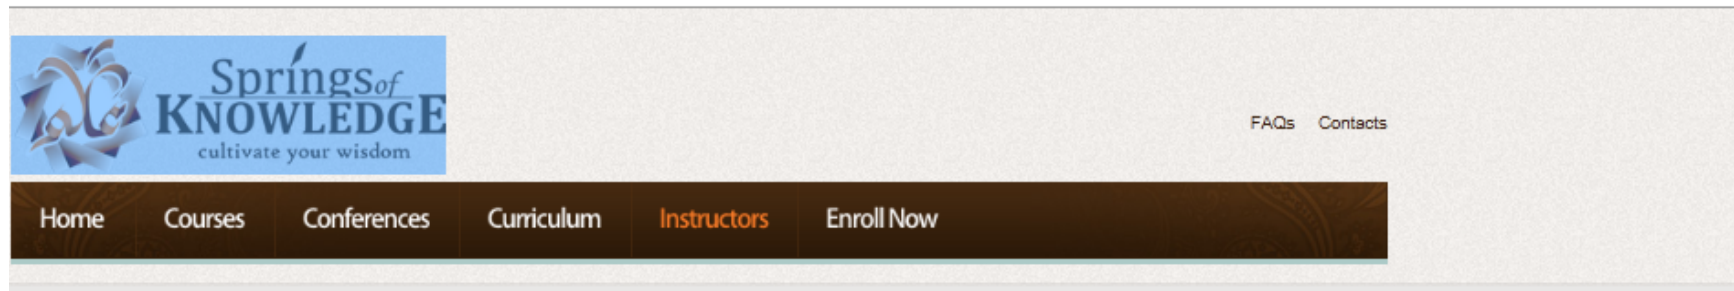 Springs of
KNOWLEDGE
cultivate your wisdom
FAQs Contacts
Home Courses Conferences Curriculum Instructors Enroll Now